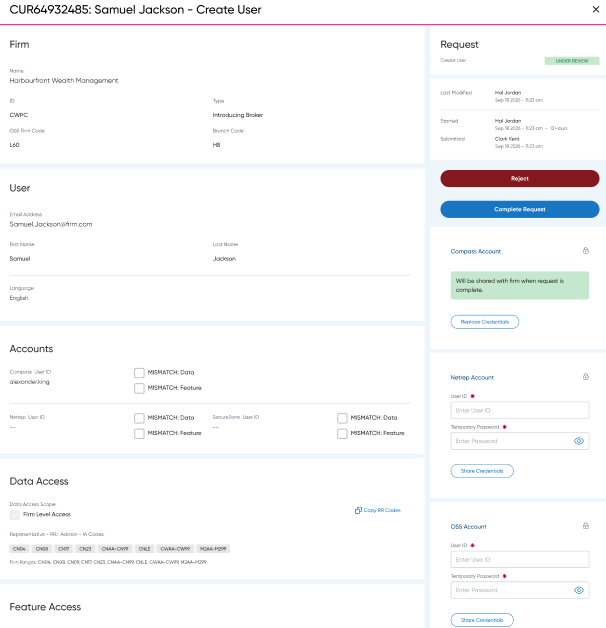 CUR64932485: Samuel Jackson - Create User
Firm
Name
Harbourfront Wealth Management
ID
Type
CWPC
Introducing Broker
OSS Firm Code
Branch Code
L60
H8
User
Email Address
Samuel.Jackson@firm.com
First Name
Last Name
Samuel
Jackson
Language
English
Accounts
Compass User ID
alexanderking
MISMATCH: Data
MISMATCH: Feature
Netrep User ID
--
MISMATCH: Data
MISMATCH: Feature
SecureZone User ID
--
MISMATCH: Data
MISMATCH: Feature
Data Access
Data Access Scope
Firm Level Access
Copy RR Codes
Representative - RR / Advisor - IA Codes
CN04 CN08 CN17 CN23 CNAA-CN99 CNLE CWAA-CW99 M2AA-M299
Firm Ranges: CN04, CN08, CN09, CN17, CN23, CNAA-CN99, CNLE, CWAA-CW99, M2AA-M299
Feature Access
Request
Create user
UNDER REVIEW
Last Modified
Hal Jordan
Sep 18 2026 - 11:23 am
Started
Hal Jordan
Sep 18 2026 - 11:23 am - 13 Hours
Submitted
Clark Kent
Sep 18 2026 - 11:23 am
Reject
Complete Request
Compass Account
Will be shared with firm when request is
complete.
Replace Credentials
Netrep Account
User ID
Enter User ID
Temporary Password
Enter Password
Share Credentials
OSS Account
User ID
Enter User ID
Temporary Password
Enter Password
Share Credentials